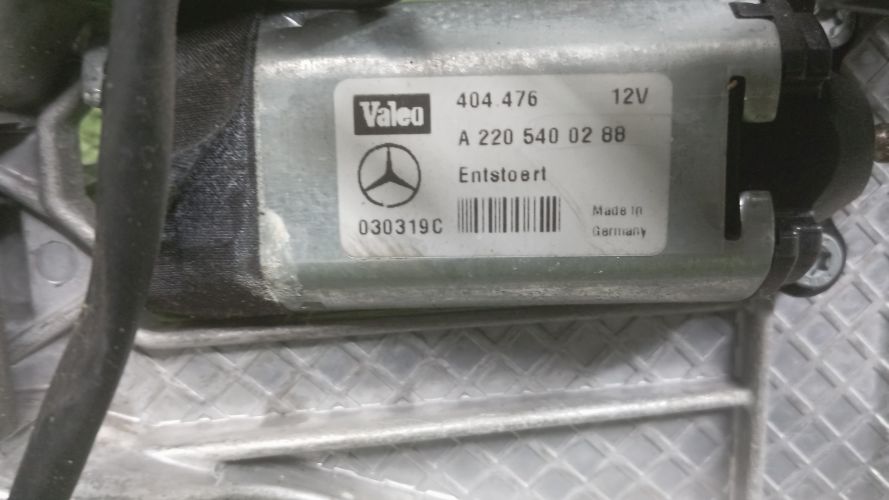 Valeo 404.476 12V
A 220 540 02 88
Entstoert
030319C
Made In
Germany